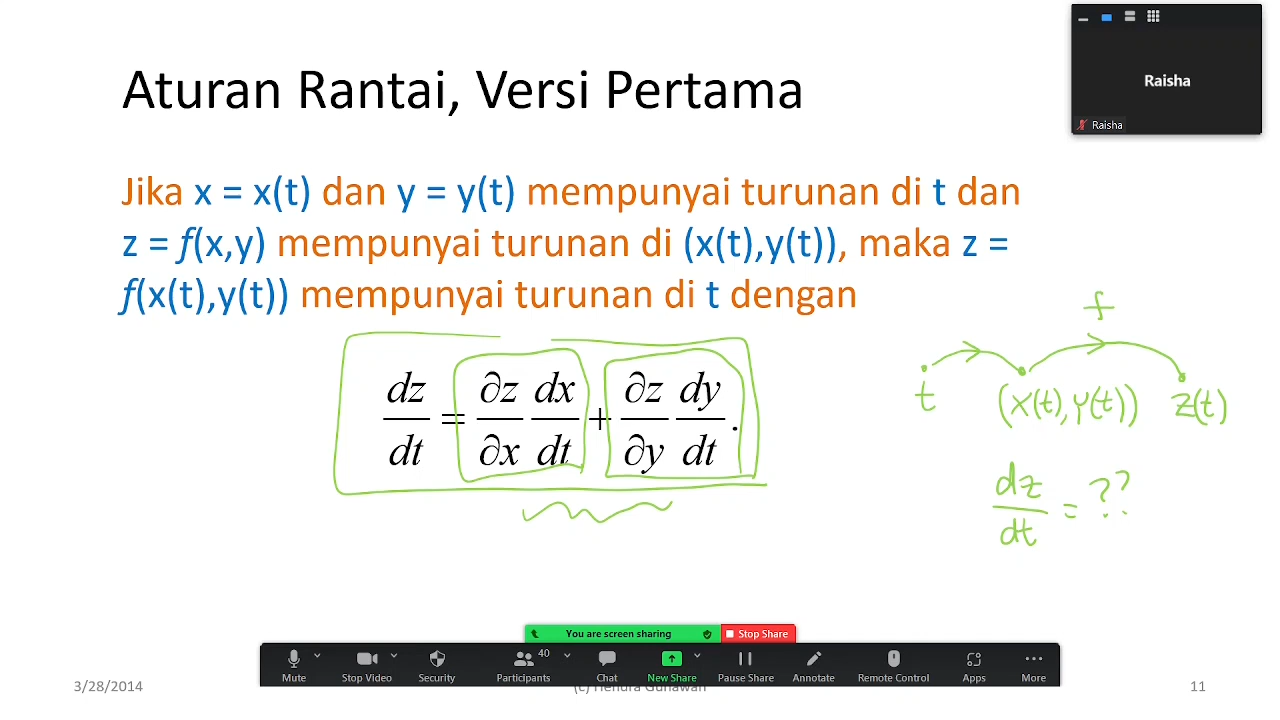 Aturan Rantai, Versi Pertama
Raisha
Raisha
Jika x = x(t) dan y = y(t) mempunyai turunan di t dan
z = f(x,y) mempunyai turunan di (x(t),y(t)), maka z =
f(x(t),y(t)) mempunyai turunan di t dengan
dz/dt = ∂z/∂x dx/dt + ∂z/∂y dy/dt.
f
t (x(t),y(t)) z(t)
dz/dt = ??
You are screen sharing Stop Share
40
Mute Stop Video Security Participants Chat New Share Pause Share Annotate Remote Control Apps More
3/28/2014 (c) Hendra Gunawan 11